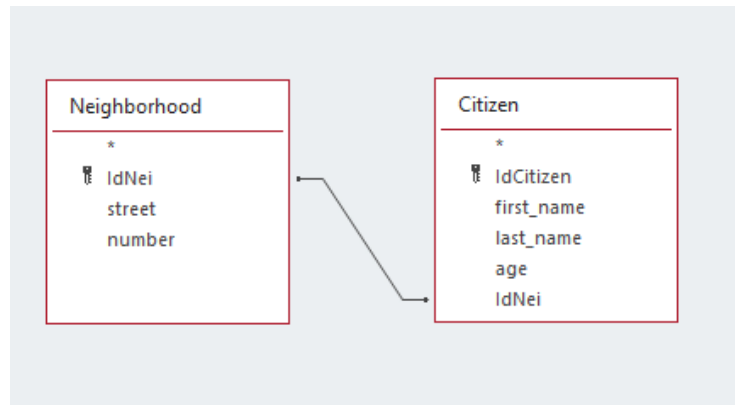 Neighborhood
*
IdNei
street
number
Citizen
*
IdCitizen
first_name
last_name
age
IdNei